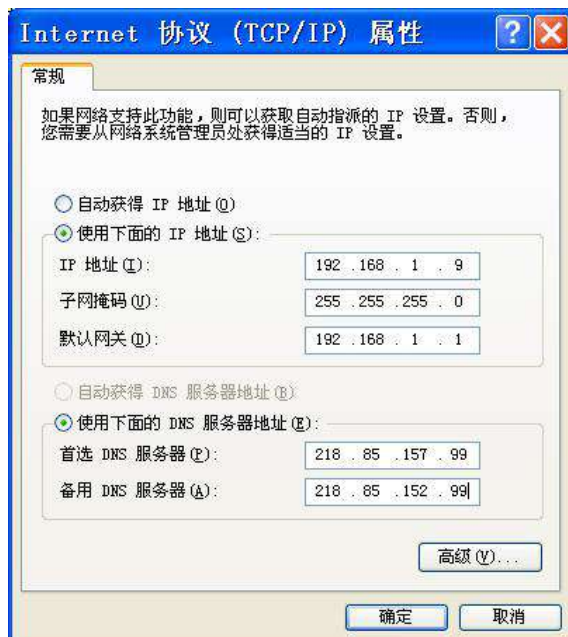 Internet 协议 (TCP/IP) 属性
常规
如果网络支持此功能，则可以获取自动指派的 IP 设置。否则，
您需要从网络系统管理员处获得适当的 IP 设置。
自动获得 IP 地址(O)
使用下面的 IP 地址(S):
IP 地址(I): 192 .168 . 1 . 9
子网掩码(U): 255 .255 .255 . 0
默认网关(D): 192 .168 . 1 . 1
自动获得 DNS 服务器地址(B)
使用下面的 DNS 服务器地址(E):
首选 DNS 服务器(P): 218 . 85 .157 . 99
备用 DNS 服务器(A): 218 . 85 .152 . 99
高级(V)...
确定 取消